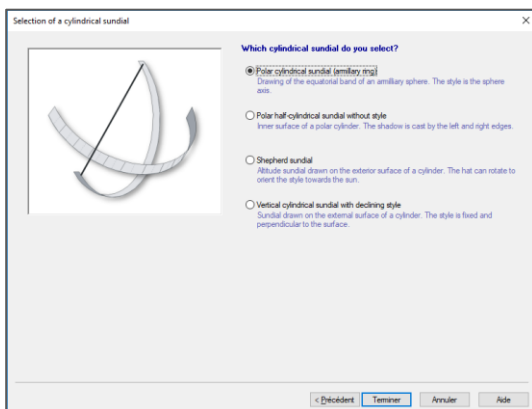 Selection of a cylindrical sundial
Which cylindrical sundial do you select?
Polar cylindrical sundial (armillary ring)
Drawing of the equatorial band of an armilliary sphere. The style is the sphere
axis.
Polar half-cylindrical sundial without style
Inner surface of a polar cylinder. The shadow is cast by the left and right edges.
Shepherd sundial
Altitude sundial drawn on the exterior surface of a cylinder. The hat can rotate to
orient the style towards the sun.
Vertical cylindrical sundial with declining style
Sundial drawn on the external surface of a cylinder. The style is fixed and
perpendicular to the surface.
< Précédent Terminer Annuler Aide